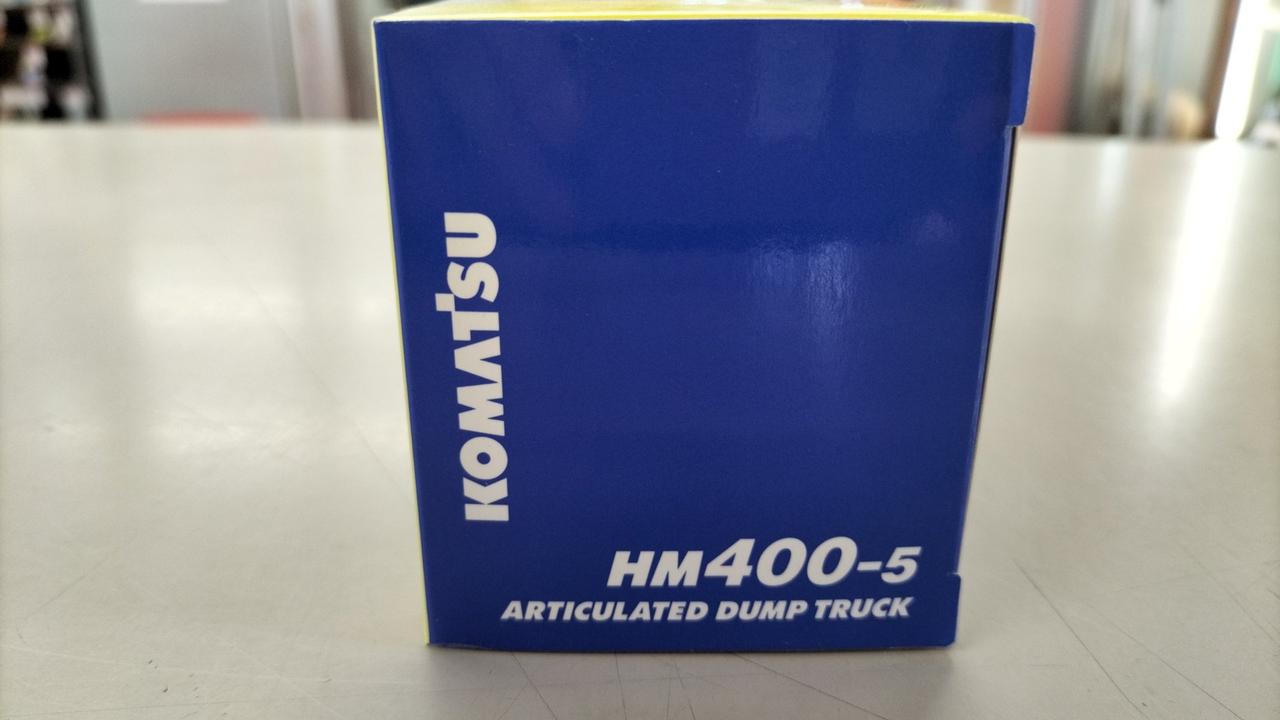 KOMATSU
HM400-5
ARTICULATED DUMP TRUCK